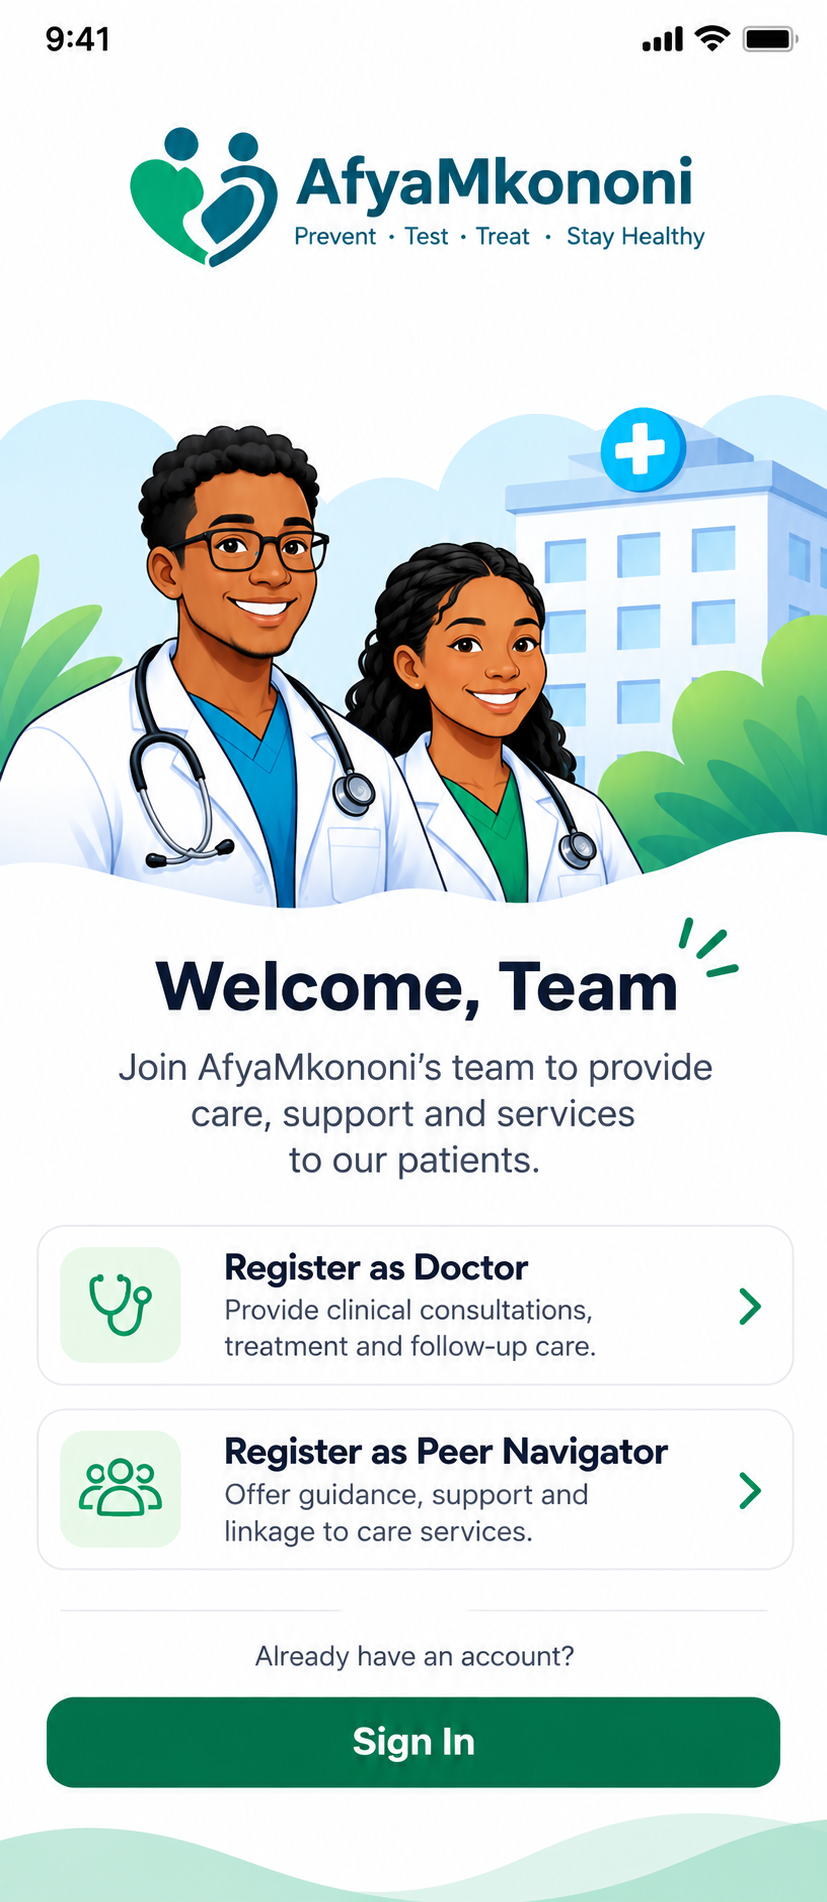 9:41
AfyaMkononi
Prevent · Test · Treat · Stay Healthy
Welcome, Team
Join AfyaMkononi’s team to provide
care, support and services
to our patients.
Register as Doctor
Provide clinical consultations,
treatment and follow-up care.
Register as Peer Navigator
Offer guidance, support and
linkage to care services.
Already have an account?
Sign In